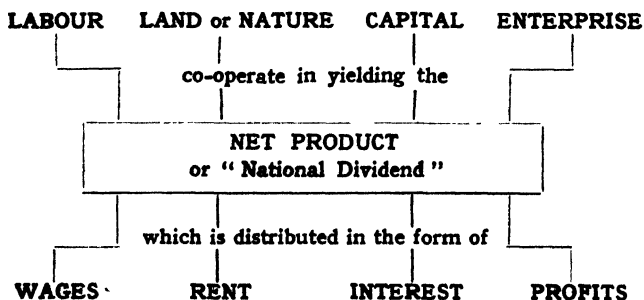 LABOUR LAND or NATURE CAPITAL ENTERPRISE
co-operate in yielding the
NET PRODUCT
or "National Dividend"
which is distributed in the form of
WAGES RENT INTEREST PROFITS